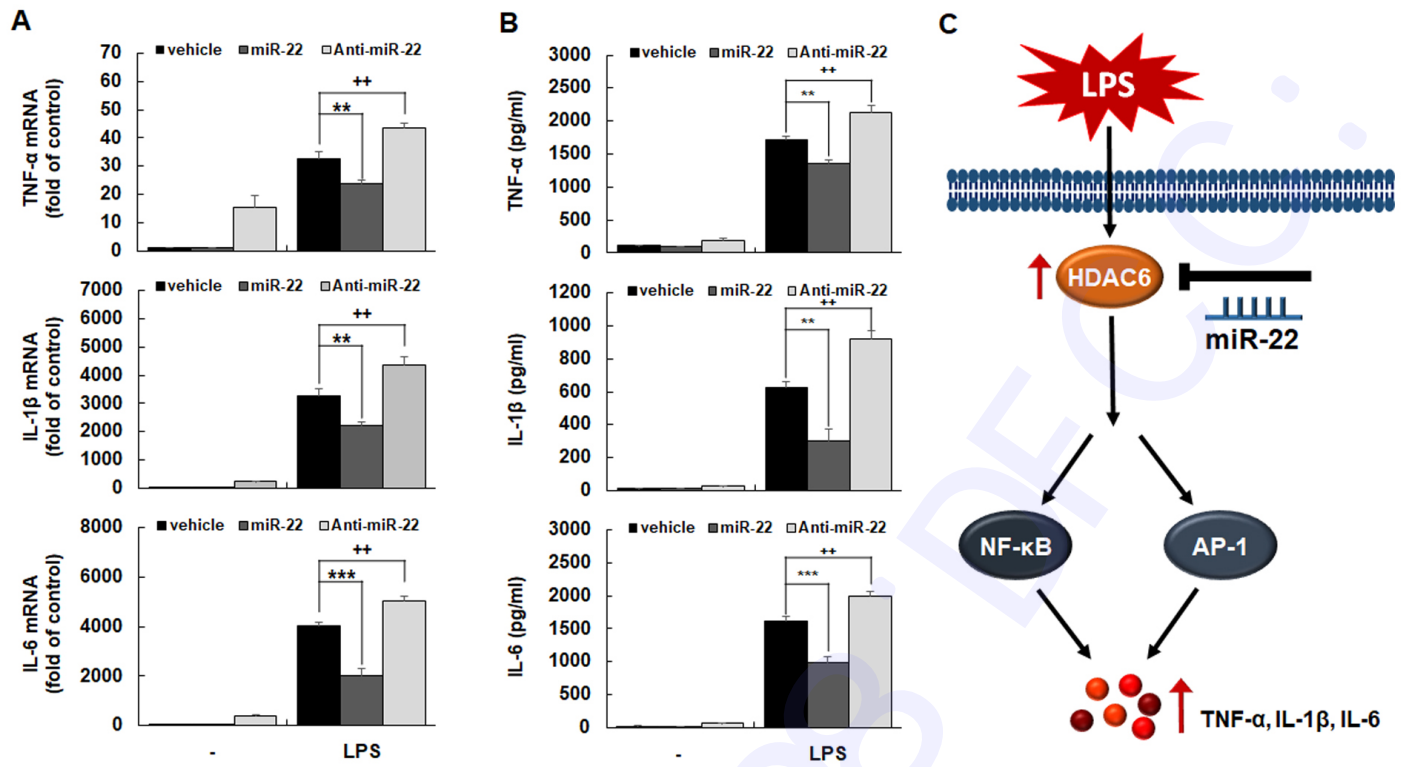 A
vehicle miR-22 Anti-miR-22
TNF-α mRNA
(fold of control)
70
60
50
40
30
20
10
0
**
++
vehicle miR-22 Anti-miR-22
IL-1β mRNA
(fold of control)
7000
6000
5000
4000
3000
2000
1000
0
**
++
vehicle miR-22 Anti-miR-22
IL-6 mRNA
(fold of control)
8000
6000
4000
2000
0
***
++
- LPS
B
vehicle miR-22 Anti-miR-22
TNF-α (pg/ml)
3000
2500
2000
1500
1000
500
0
**
++
vehicle miR-22 Anti-miR-22
IL-1β (pg/ml)
1200
1000
800
600
400
200
0
**
++
vehicle miR-22 Anti-miR-22
IL-6 (pg/ml)
3000
2500
2000
1500
1000
500
0
***
++
- LPS
C
LPS
HDAC6
miR-22
NF-κB
AP-1
TNF-α, IL-1β, IL-6